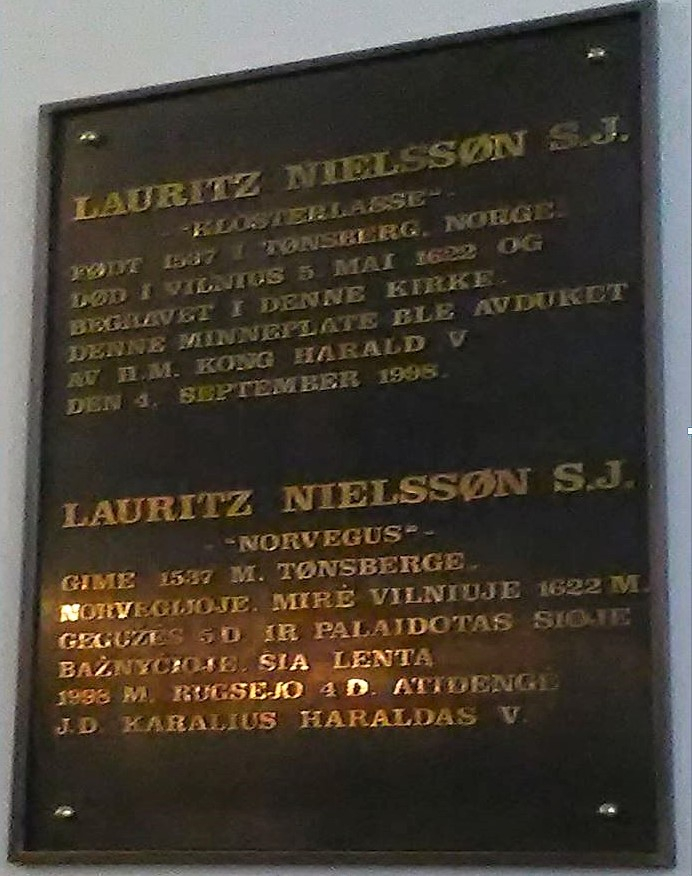 LAURITZ NIELSSØN S.J.
- "KLOSTERLASSE" -
FØDT 1537 I TØNSBERG, NORGE.
DØD I VILNIUS 5 MAI 1622 OG
BEGRAVET I DENNE KIRKE.
DENNE MINNEPLATE BLE AVDUKET
AV H.M. KONG HARALD V
DEN 4. SEPTEMBER 1998.
LAURITZ NIELSSØN S.J.
- "NORVEGUS" -
GIMĖ 1537 M. TØNSBERGE,
NORVEGIJOJE. MIRĖ VILNIUJE 1622 M.
GEGUŽĖS 5 D. IR PALAIDOTAS ŠIOJE
BAŽNYČIOJE. ŠIA LENTA
1998 M. RUGSĖJO 4 D. ATIDENGĖ
J.D. KARALIUS HARALDAS V.